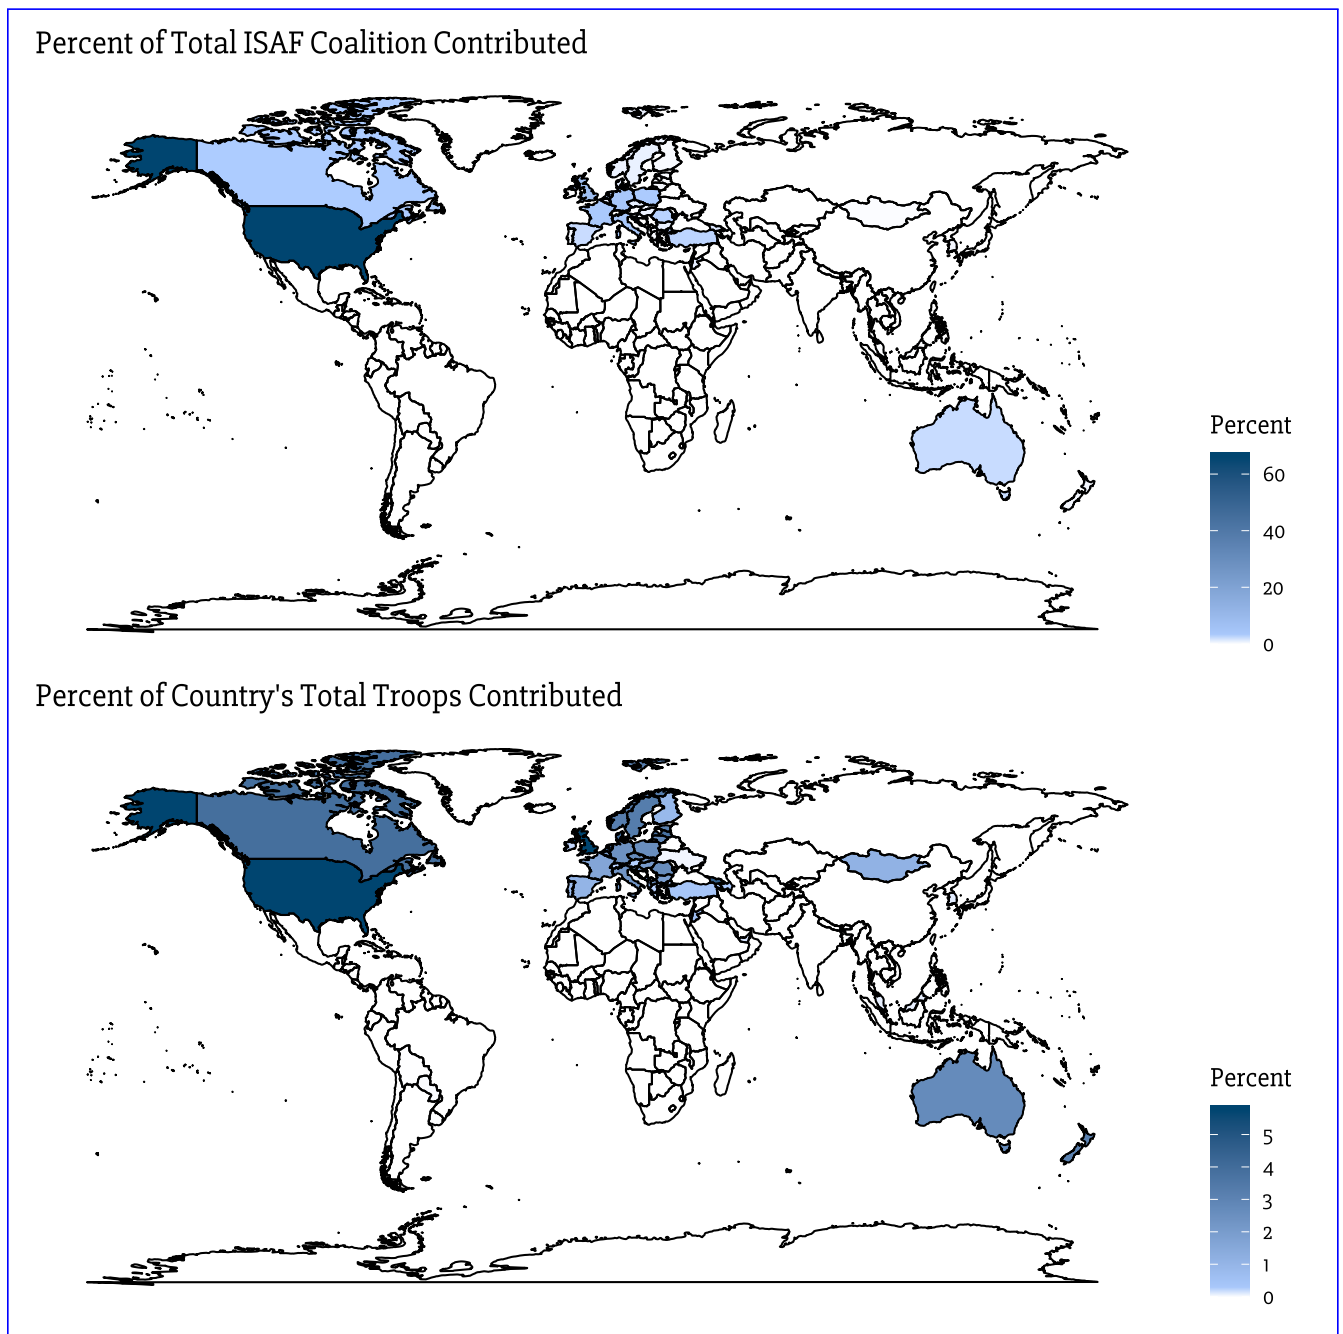 Percent of Total ISAF Coalition Contributed
Percent
60
40
20
0
Percent of Country's Total Troops Contributed
Percent
5
4
3
2
1
0